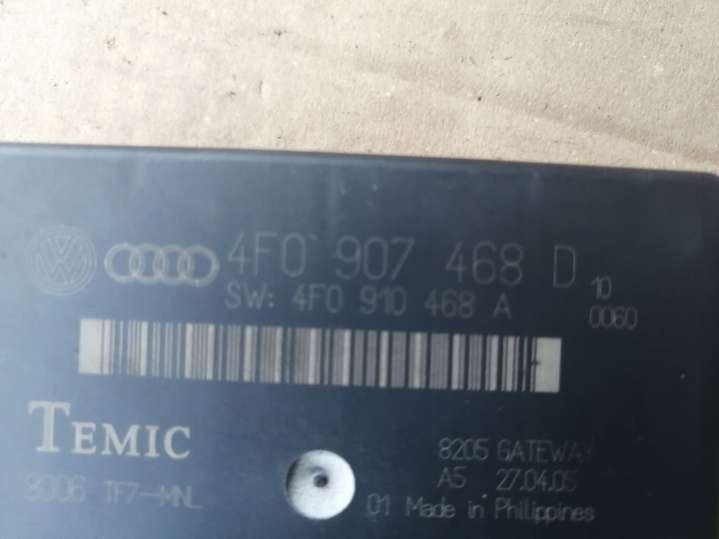 4F0 907 468 D
SW: 4F0 910 468 A
10
0060
TEMIC
8205 GATEWAY
9006 TF7-MNL
A5 27.04.05
01 Made in Philippines